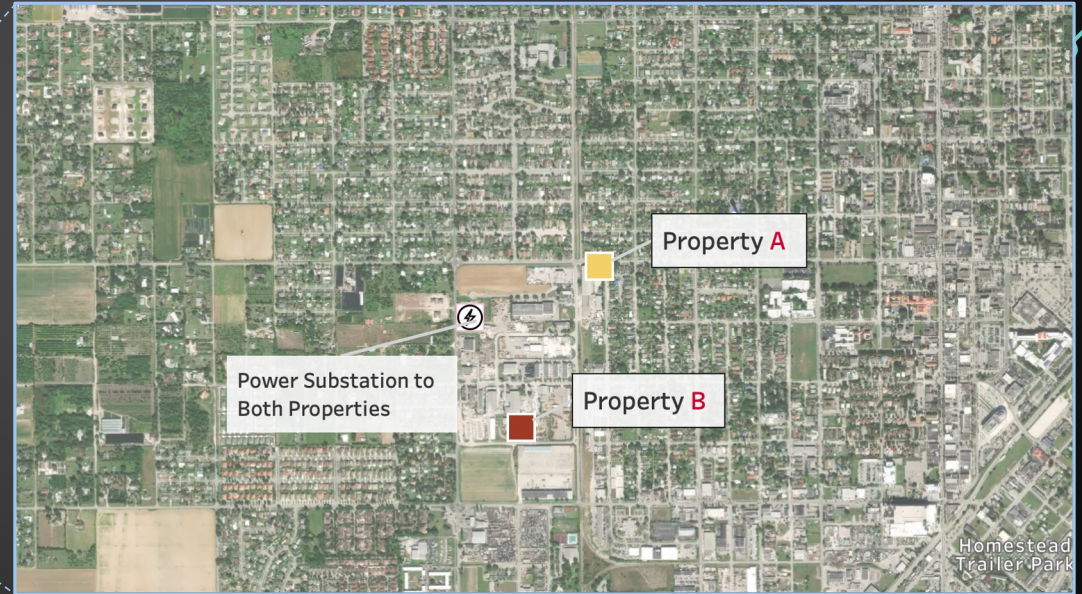 Property A
Power Substation to
Both Properties
Property B
Homestead
Trailer Park